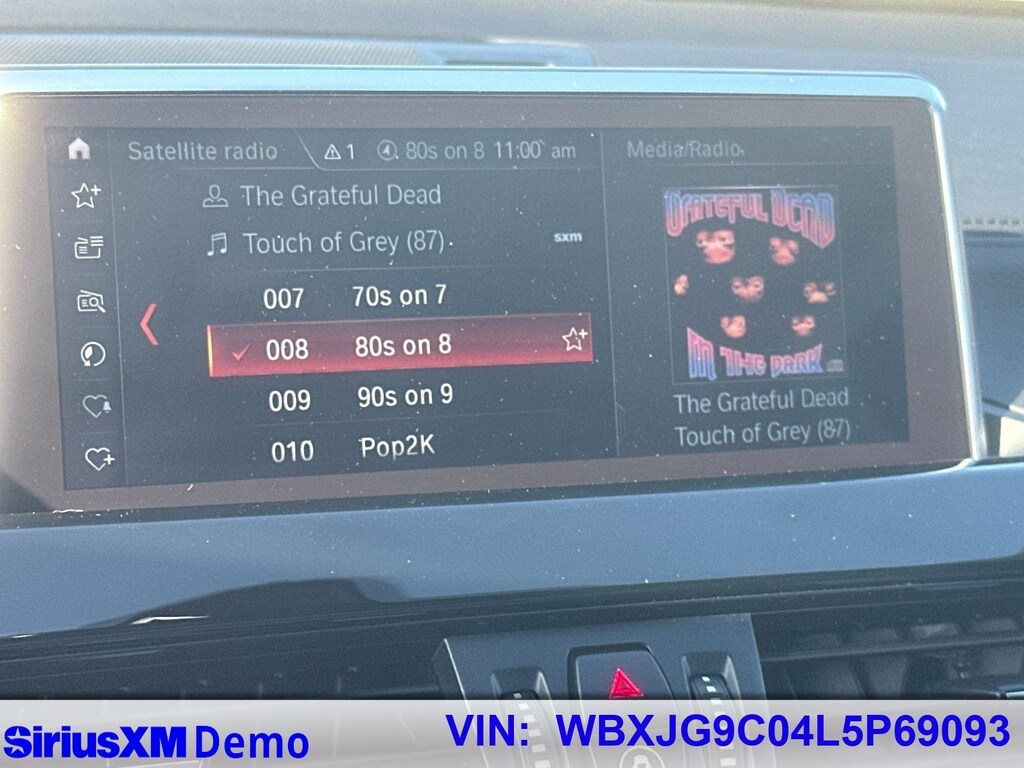 Satellite radio
1
80s on 8
11:00 am
Media/Radio
The Grateful Dead
Touch of Grey (87)
sxm
007 70s on 7
008 80s on 8
009 90s on 9
010 Pop2K
GRATEFUL DEAD
IN THE DARK
The Grateful Dead
Touch of Grey (87)
SiriusXM Demo
VIN: WBXJG9C04L5P69093